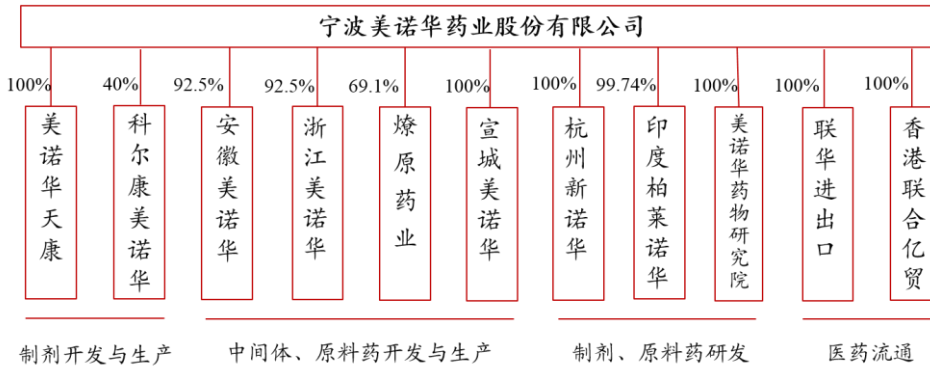 宁波美诺华药业股份有限公司
100% 40% 92.5% 92.5% 69.1% 100% 100% 99.74% 100% 100% 100%
美诺华天康
科尔康美诺华
安徽美诺华
浙江美诺华
燎原药业
宣城美诺华
杭州新诺华
印度柏莱诺华
美诺华药物研究院
联华进出口
香港联合亿贸
制剂开发与生产 中间体、原料药开发与生产 制剂、原料药研发 医药流通